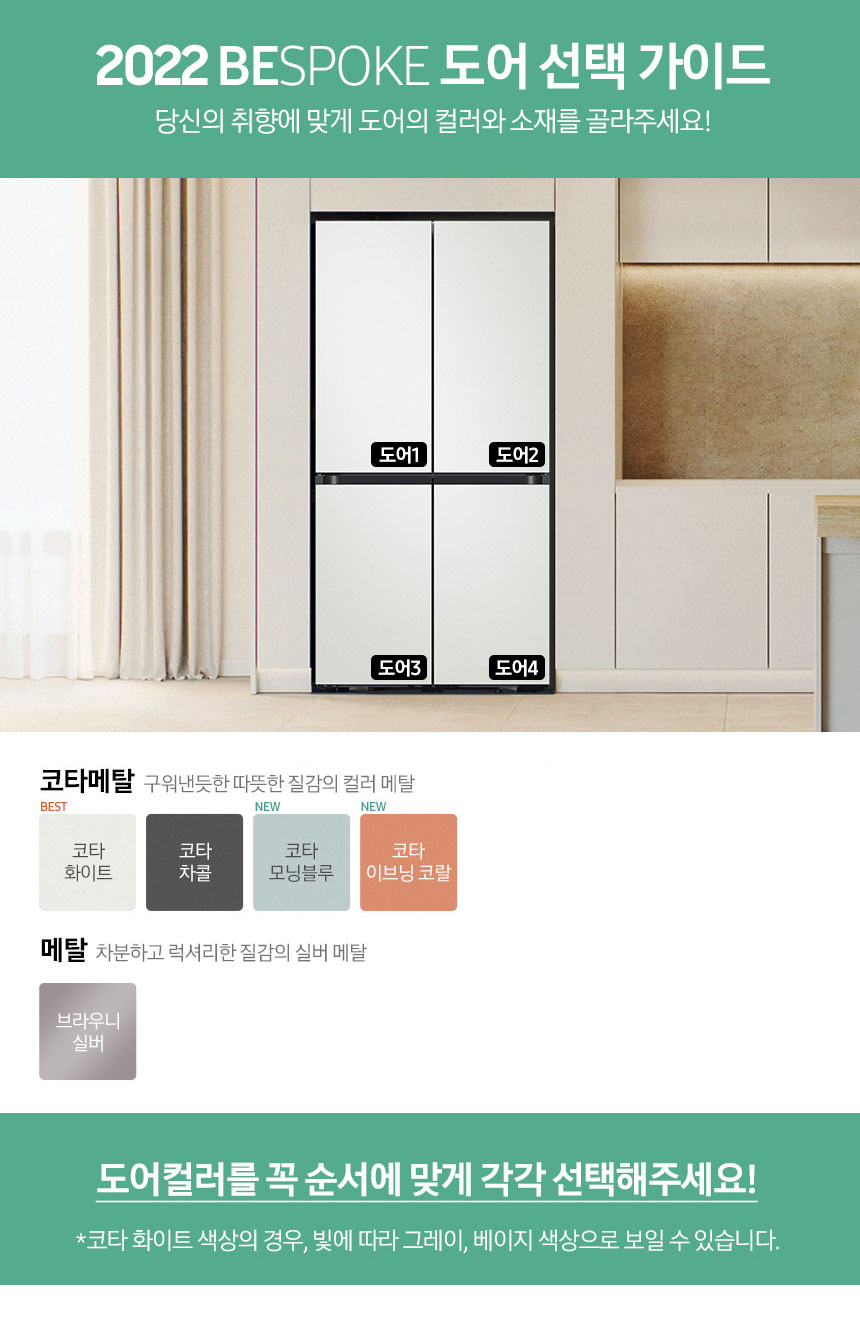 2022 BESPOKE 도어 선택 가이드
당신의 취향에 맞게 도어의 컬러와 소재를 골라주세요!
도어1
도어2
도어3
도어4
코타메탈 구워낸듯한 따뜻한 질감의 컬러 메탈
BEST
NEW
NEW
코타
화이트
코타
차콜
코타
모닝블루
코타
이브닝 코랄
메탈 차분하고 럭셔리한 질감의 실버 메탈
브라우니
실버
도어컬러를 꼭 순서에 맞게 각각 선택해주세요!
*코타 화이트 색상의 경우, 빛에 따라 그레이, 베이지 색상으로 보일 수 있습니다.